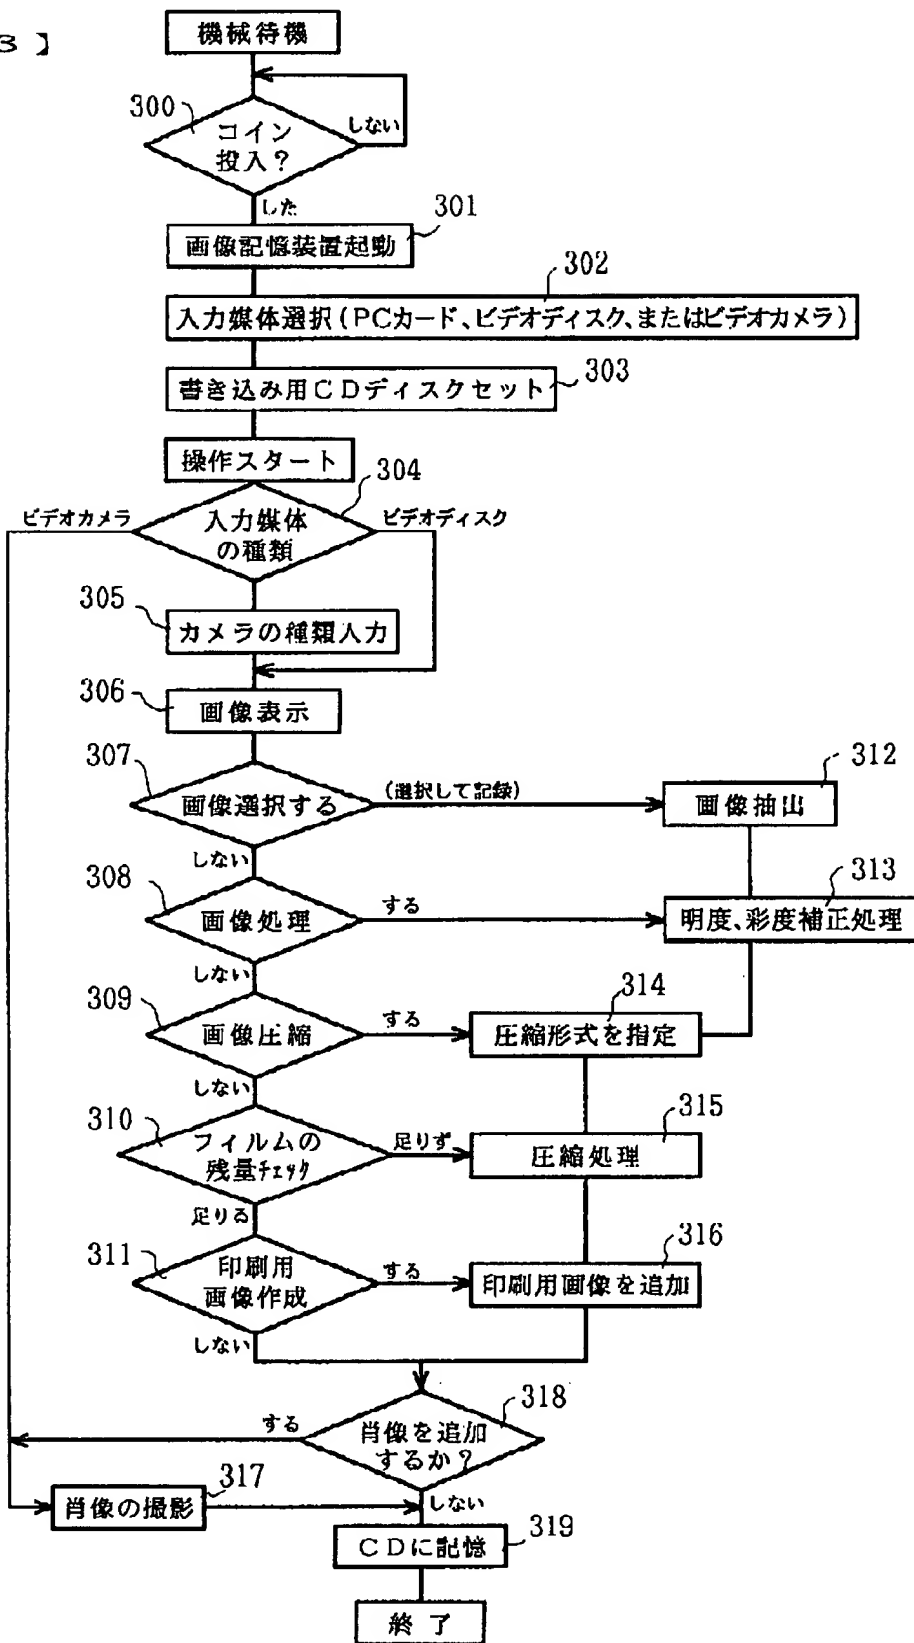 3 】
機械待機
300
コイン
投入?
しない
した
301
画像記憶装置起動
302
入力媒体選択(PCカード、ビデオディスク、またはビデオカメラ)
303
書き込み用CDディスクセット
操作スタート
304
ビデオカメラ
入力媒体
の種類
ビデオディスク
305
カメラの種類入力
306
画像表示
307
画像選択する
(選択して記録)
312
画像抽出
しない
308
画像処理
する
313
明度、彩度補正処理
しない
309
画像圧縮
する
314
圧縮形式を指定
しない
310
フィルムの
残量チェック
足りず
315
圧縮処理
足りる
311
印刷用
画像作成
する
316
印刷用画像を追加
しない
318
する
肖像を追加
するか?
317
肖像の撮影
しない
319
CDに記憶
終了